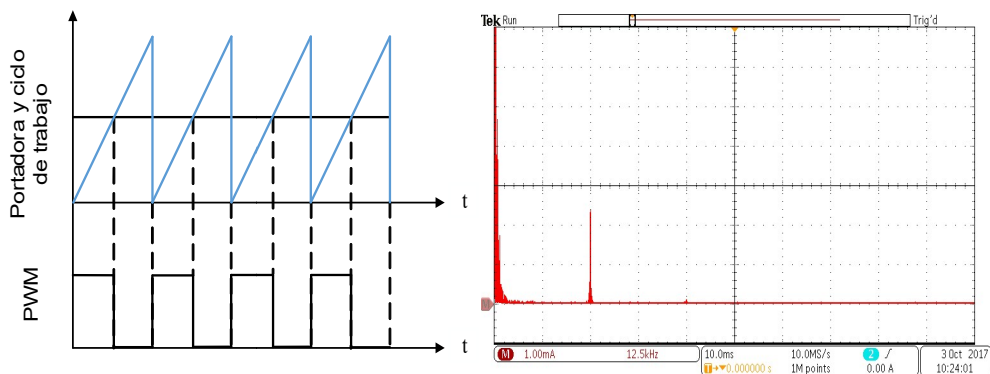 Portadora y ciclo
de trabajo
t
PWM
t
Tek Run
Trig'd
M 1.00mA 12.5kHz
10.0ms 10.0MS/s
T→▼0.000000 s 1M points
2 ∫ 0.00 A
3 Oct 2017
10:24:01